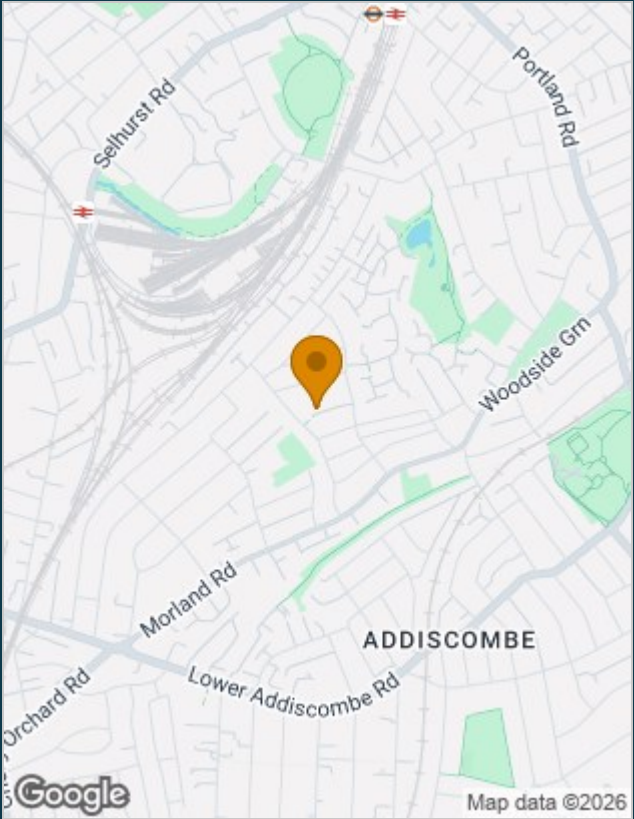 Selhurst Rd
Portland Rd
Woodside Grn
Morland Rd
ADDISCOMBE
Lower Addiscombe Rd
Orchard Rd
Google
Map data ©2026